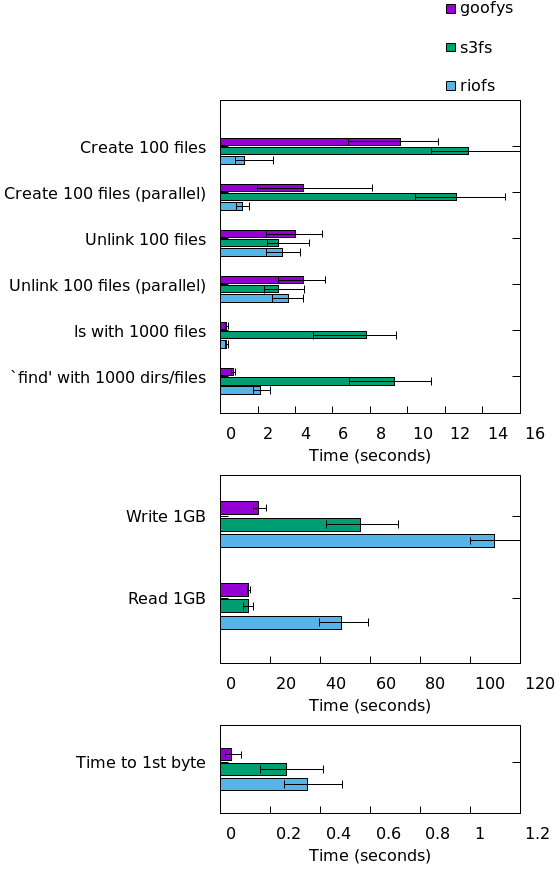 goofys
s3fs
riofs
Create 100 files
Create 100 files (parallel)
Unlink 100 files
Unlink 100 files (parallel)
ls with 1000 files
`find' with 1000 dirs/files
0 2 4 6 8 10 12 14 16
Time (seconds)
Write 1GB
Read 1GB
0 20 40 60 80 100 120
Time (seconds)
Time to 1st byte
0 0.2 0.4 0.6 0.8 1 1.2
Time (seconds)